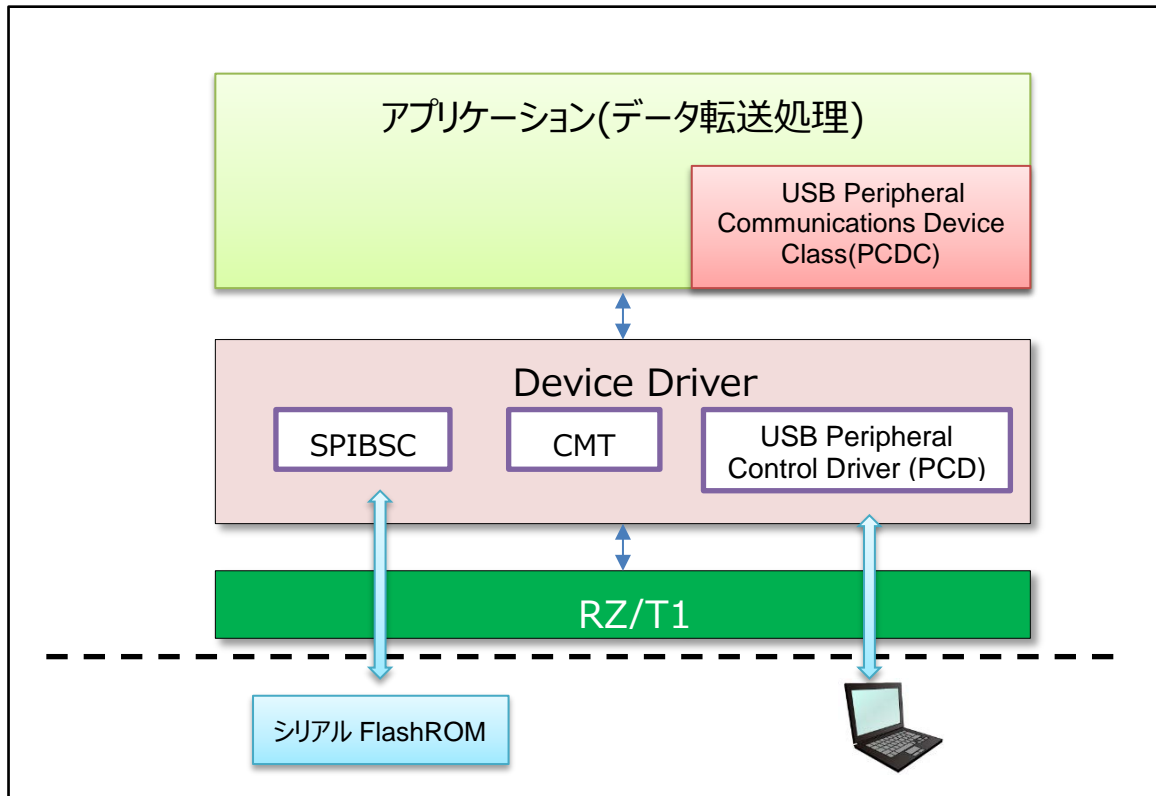 アプリケーション(データ転送処理)
USB Peripheral
Communications Device
Class(PCDC)
Device Driver
SPIBSC
CMT
USB Peripheral
Control Driver (PCD)
RZ/T1
シリアル FlashROM